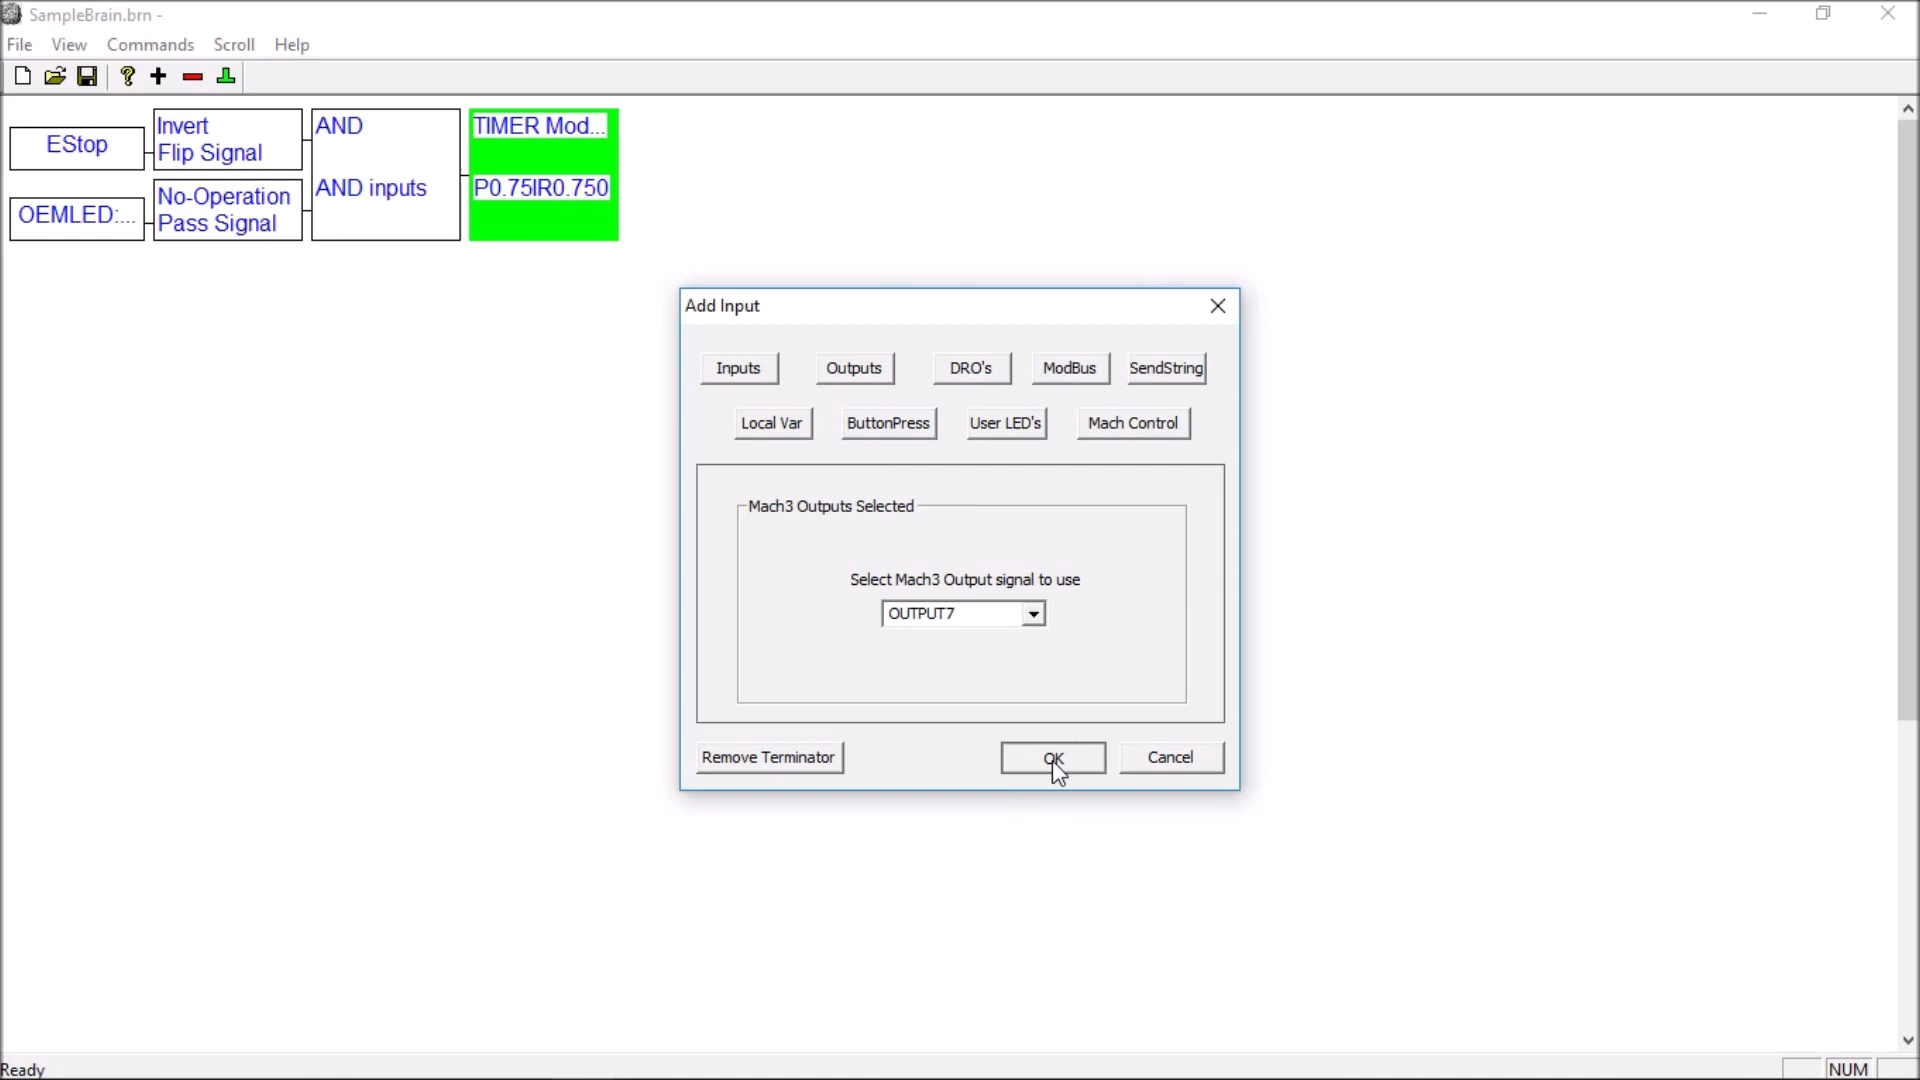 SampleBrain.brn -
File View Commands Scroll Help
EStop
Invert
Flip Signal
AND
TIMER Mod...
AND inputs
P0.75IR0.750
OEMLED:...
No-Operation
Pass Signal
Add Input
Inputs Outputs DRO's ModBus SendString
Local Var ButtonPress User LED's Mach Control
Mach3 Outputs Selected
Select Mach3 Output signal to use
OUTPUT7
Remove Terminator OK Cancel
Ready NUM